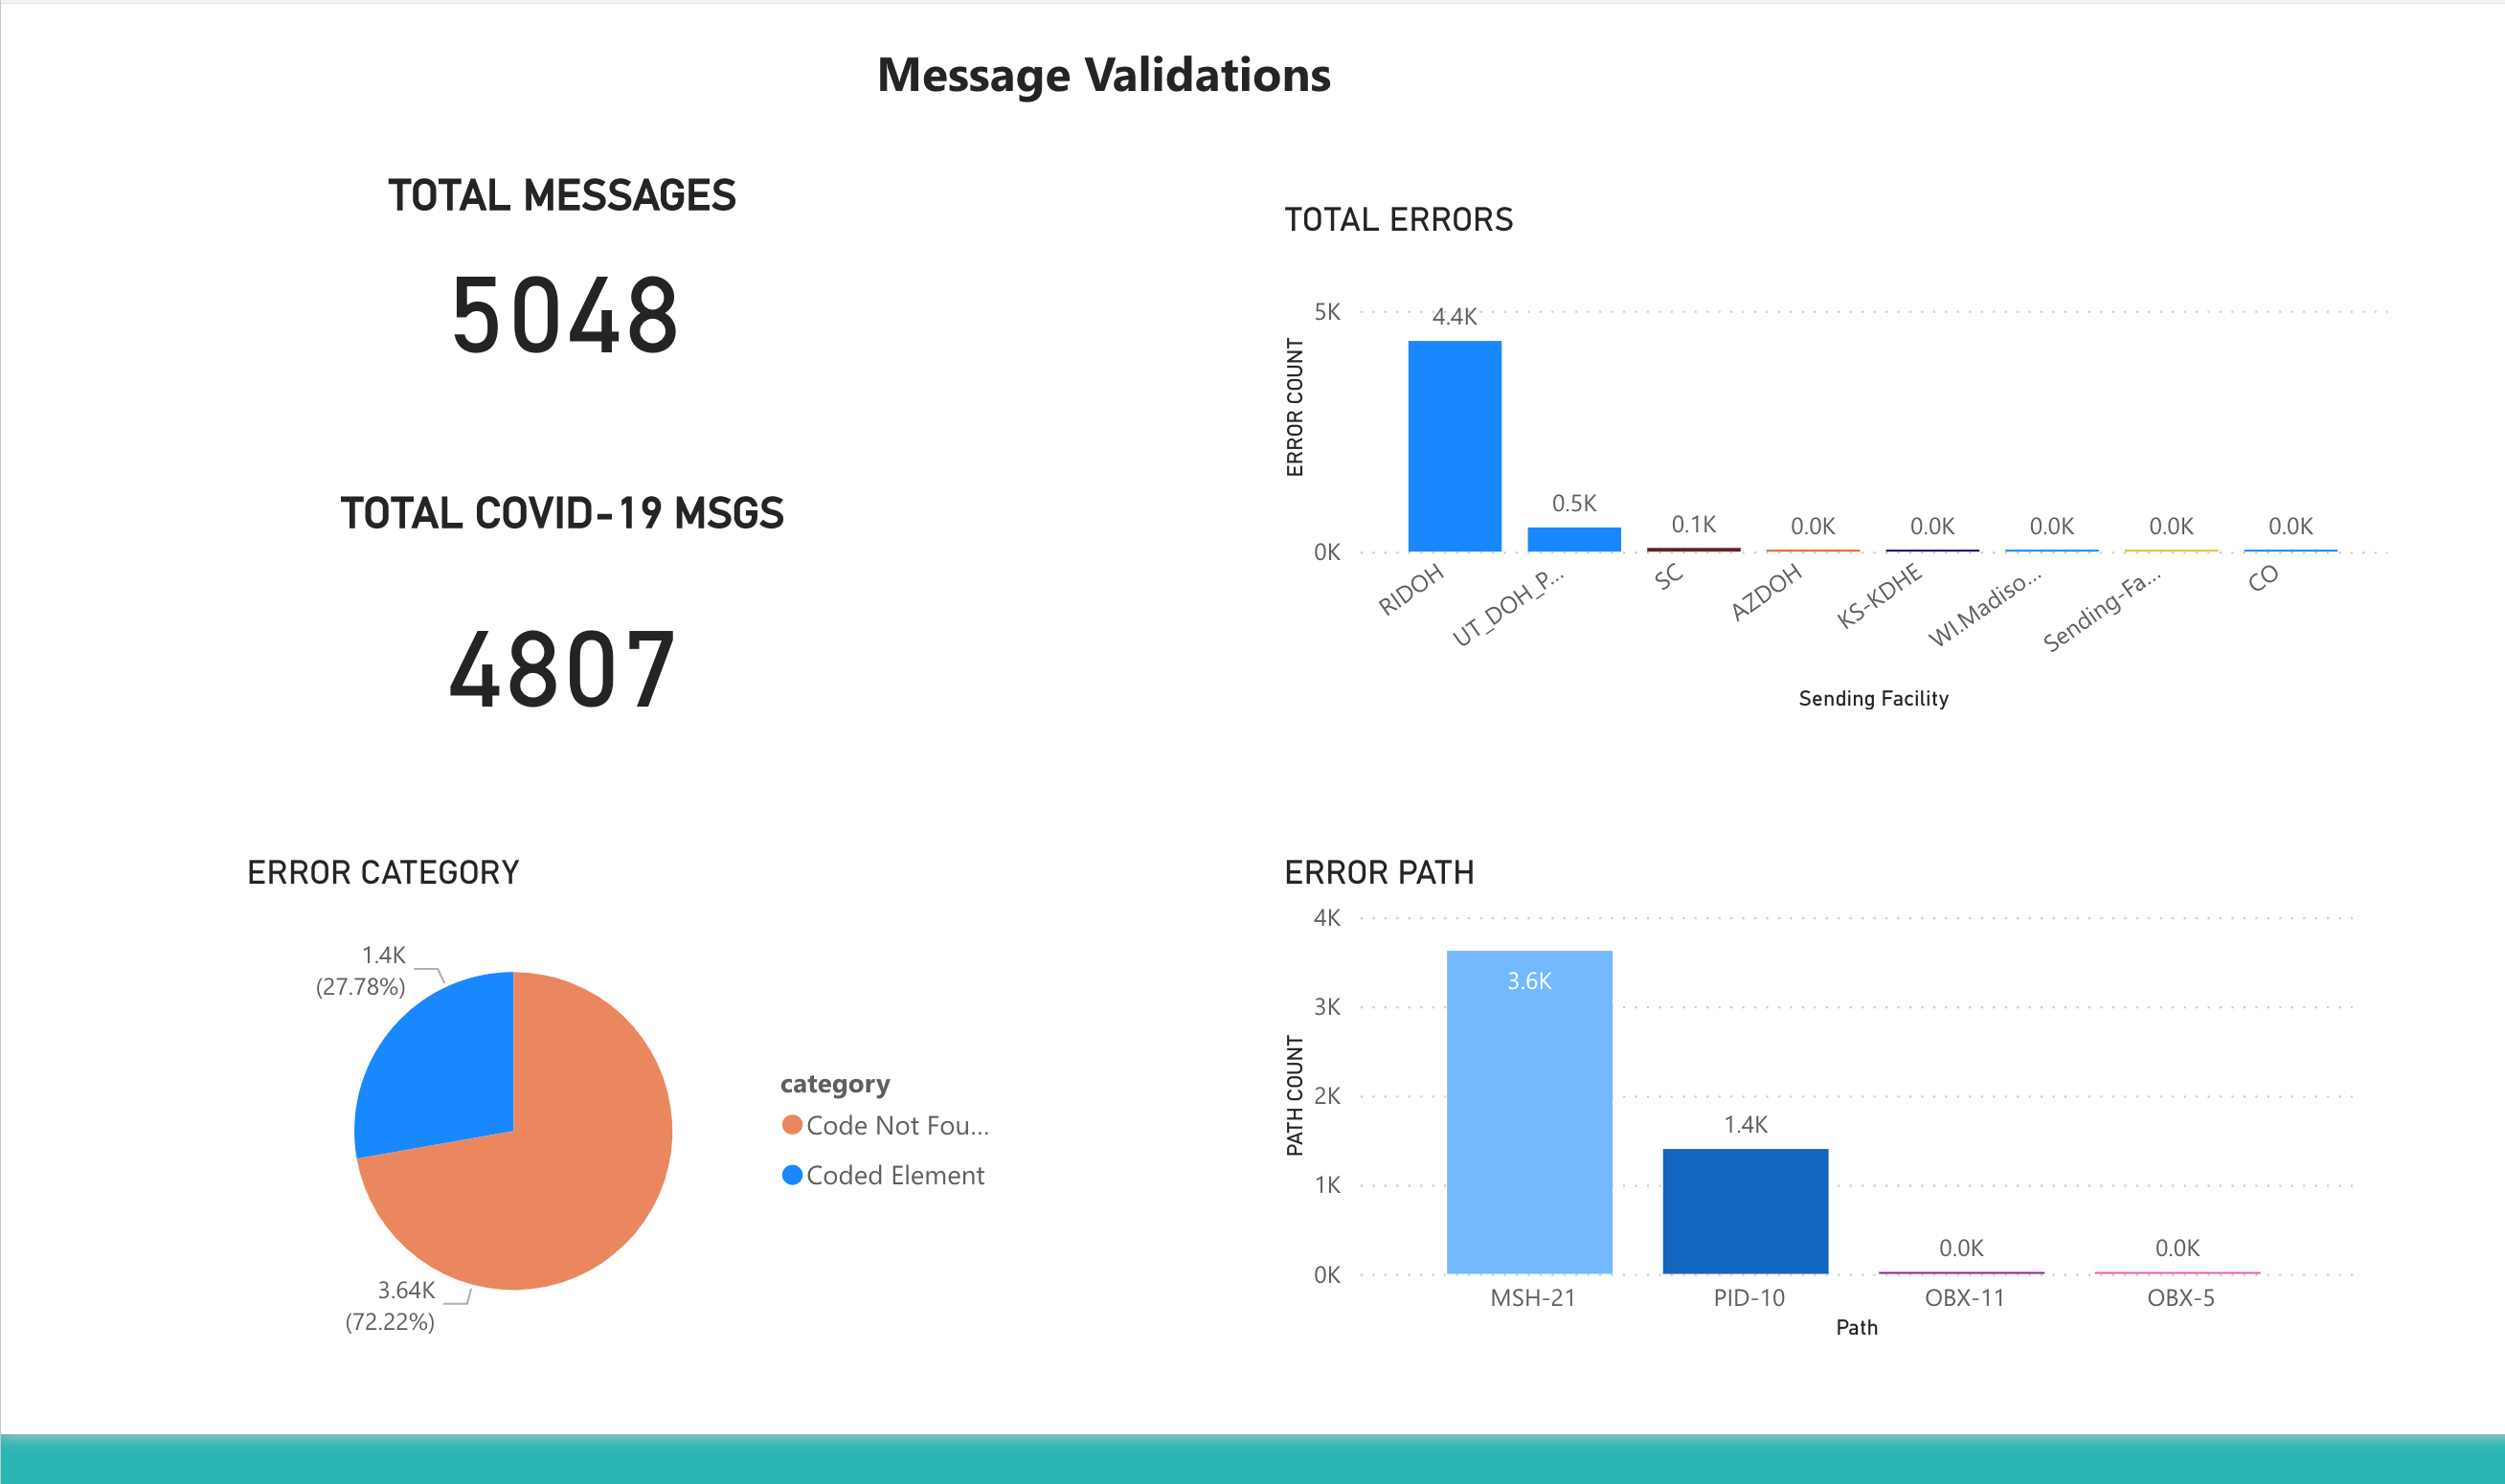 Message Validations
TOTAL MESSAGES
5048
TOTAL COVID-19 MSGS
4807
TOTAL ERRORS
ERROR COUNT
5K
0K
4.4K
0.5K
0.1K
0.0K
0.0K
0.0K
0.0K
0.0K
RIDOH
UT_DOH_P...
SC
AZDOH
KS-KDHE
WI.Madiso...
Sending-Fa...
CO
Sending Facility
ERROR CATEGORY
1.4K
(27.78%)
3.64K
(72.22%)
category
Code Not Fou...
Coded Element
ERROR PATH
PATH COUNT
4K
3K
2K
1K
0K
3.6K
1.4K
0.0K
0.0K
MSH-21
PID-10
OBX-11
OBX-5
Path